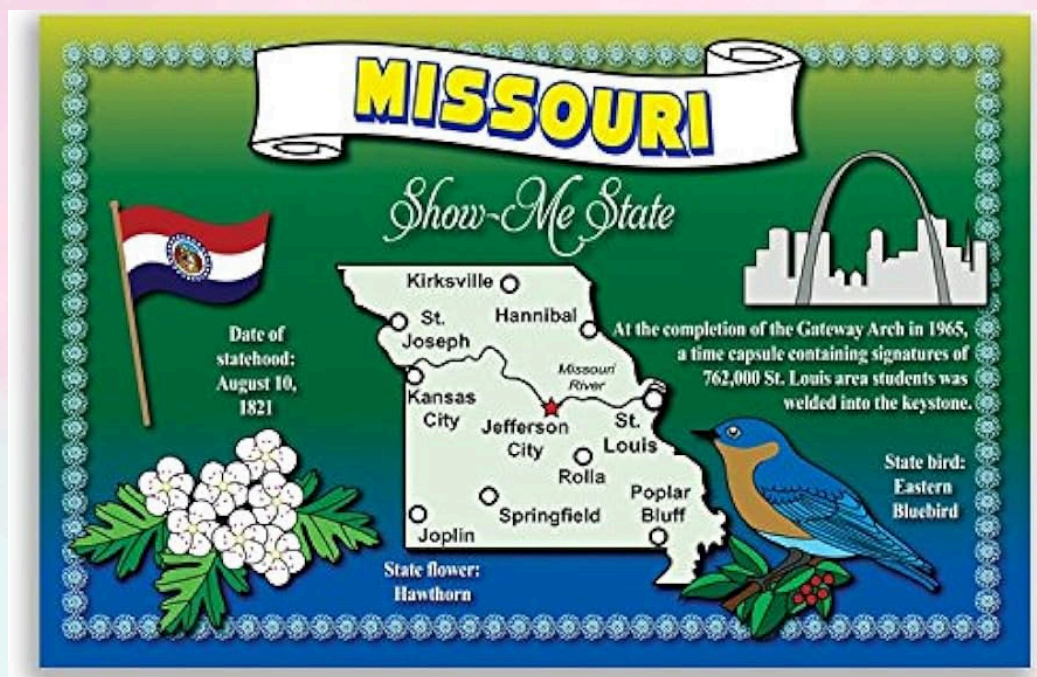 MISSOURI
Show-Me State
Date of
statehood:
August 10,
1821
Kirksville
Hannibal
St.
Joseph
Missouri
River
Kansas
City
Jefferson
City
St.
Louis
Rolla
Springfield
Poplar
Bluff
Joplin
At the completion of the Gateway Arch in 1965,
a time capsule containing signatures of
762,000 St. Louis area students was
welded into the keystone.
State bird:
Eastern
Bluebird
State flower:
Hawthorn